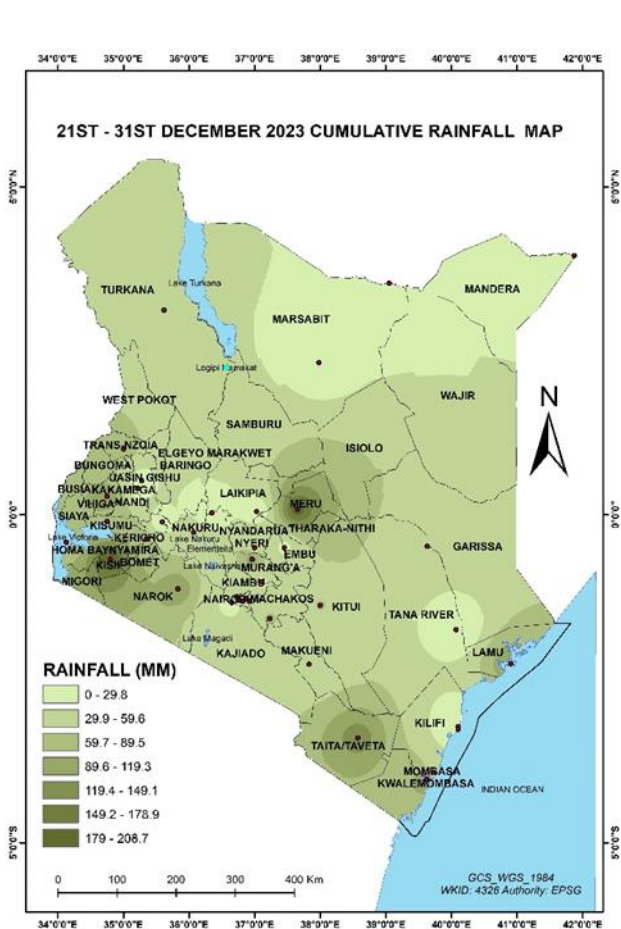 34°0'0"E 35°0'0"E 36°0'0"E 37°0'0"E 38°0'0"E 39°0'0"E 40°0'0"E 41°0'0"E 42°0'0"E
21ST - 31ST DECEMBER 2023 CUMULATIVE RAINFALL MAP
5°0'0"N 5°0'0"N
TURKANA
Lake Turkana
MANDERA
MARSABIT
Logipi Namakat
WEST POKOT
WAJIR
N
SAMBURU
TRANS NZOIA
ELGEYO MARAKWET
ISIOLO
BUNGOMA
BARINGO
UASIN GISHU
BUSIA
KAKAMEGA
LAIKIPIA
VIHIGA
NANDI
MERU
SIAYA
0°0'0" 0°0'0"
KISUMU
NAKURU
NYANDARUA
THARAKA-NITHI
Lake Victoria
KERICHO
Lake Nakuru
NYERI
GARISSA
HOMA BAY
NYAMIRA
L. Elementeita
EMBU
KISII
BOMET
Lake Naivasha
MURANG'A
MIGORI
KIAMBU
NAROK
MACHAKOS
KITUI
TANA RIVER
Lake Magadi
KAJIADO
MAKUENI
LAMU
RAINFALL (MM)
0 - 29.8
29.9 - 59.6
59.7 - 89.5
89.6 - 119.3
119.4 - 149.1
149.2 - 178.9
179 - 208.7
KILIFI
TAITA/TAVETA
MOMBASA
KWALE
MOMBASA
INDIAN OCEAN
5°0'0"S 5°0'0"S
0 100 200 300 400 Km
GCS_WGS_1984
WKID: 4326 Authority: EPSG
34°0'0"E 35°0'0"E 36°0'0"E 37°0'0"E 38°0'0"E 39°0'0"E 40°0'0"E 41°0'0"E 42°0'0"E